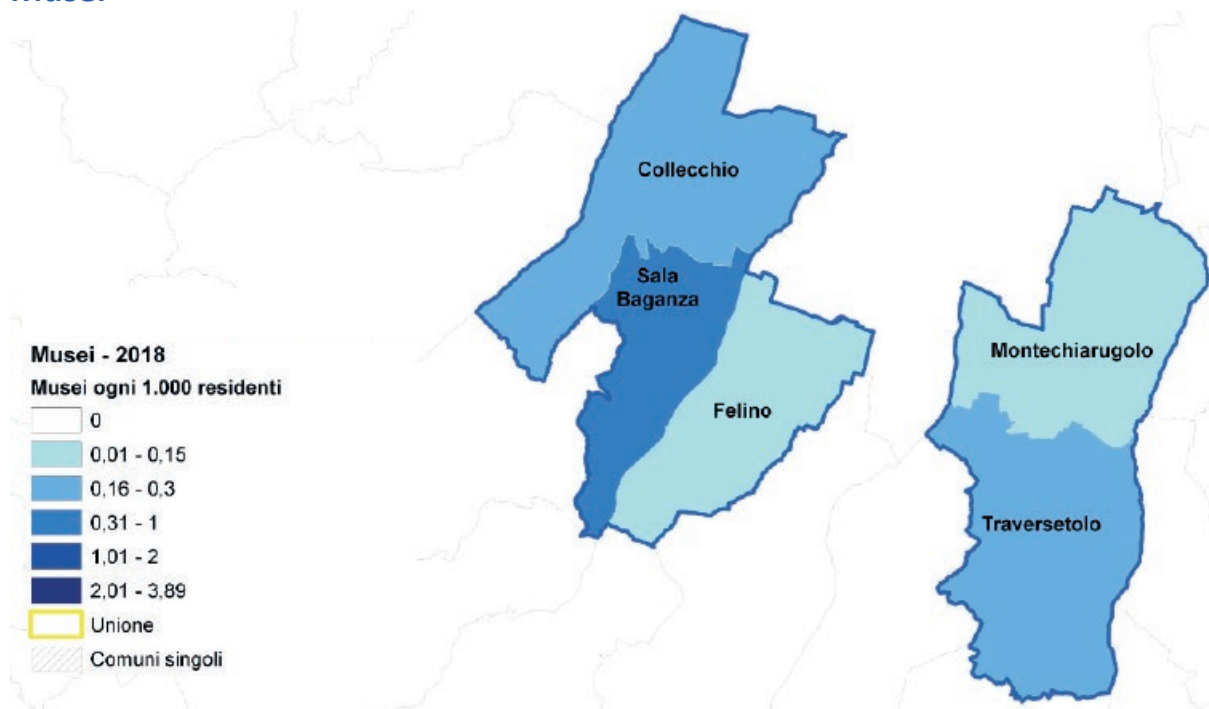 Musei
Collecchio
Sala
Baganza
Felino
Montechiarugolo
Traversetolo
Musei - 2018
Musei ogni 1.000 residenti
0
0,01 - 0,15
0,16 - 0,3
0,31 - 1
1,01 - 2
2,01 - 3,89
Unione
Comuni singoli